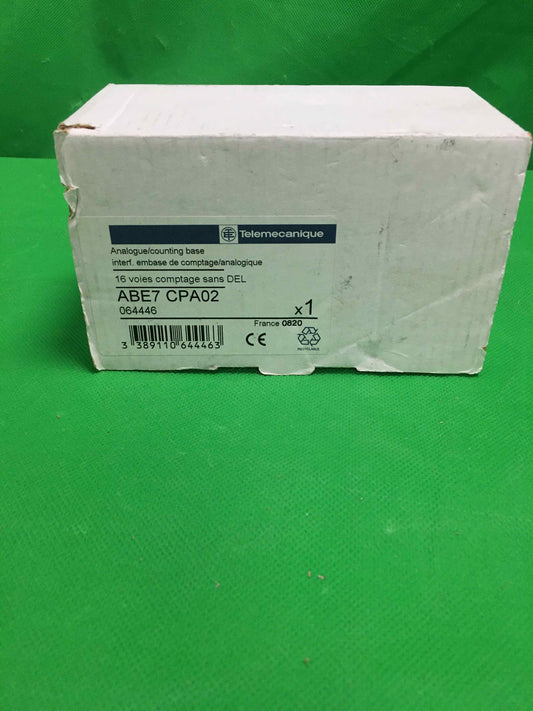 Telemecanique
Analogue/counting base
interf. embase de comptage/analogique
16 voies comptage sans DEL
ABE7 CPA02
064446
x1
France 0820
3 389110 644463
CE
RECYCLABLE